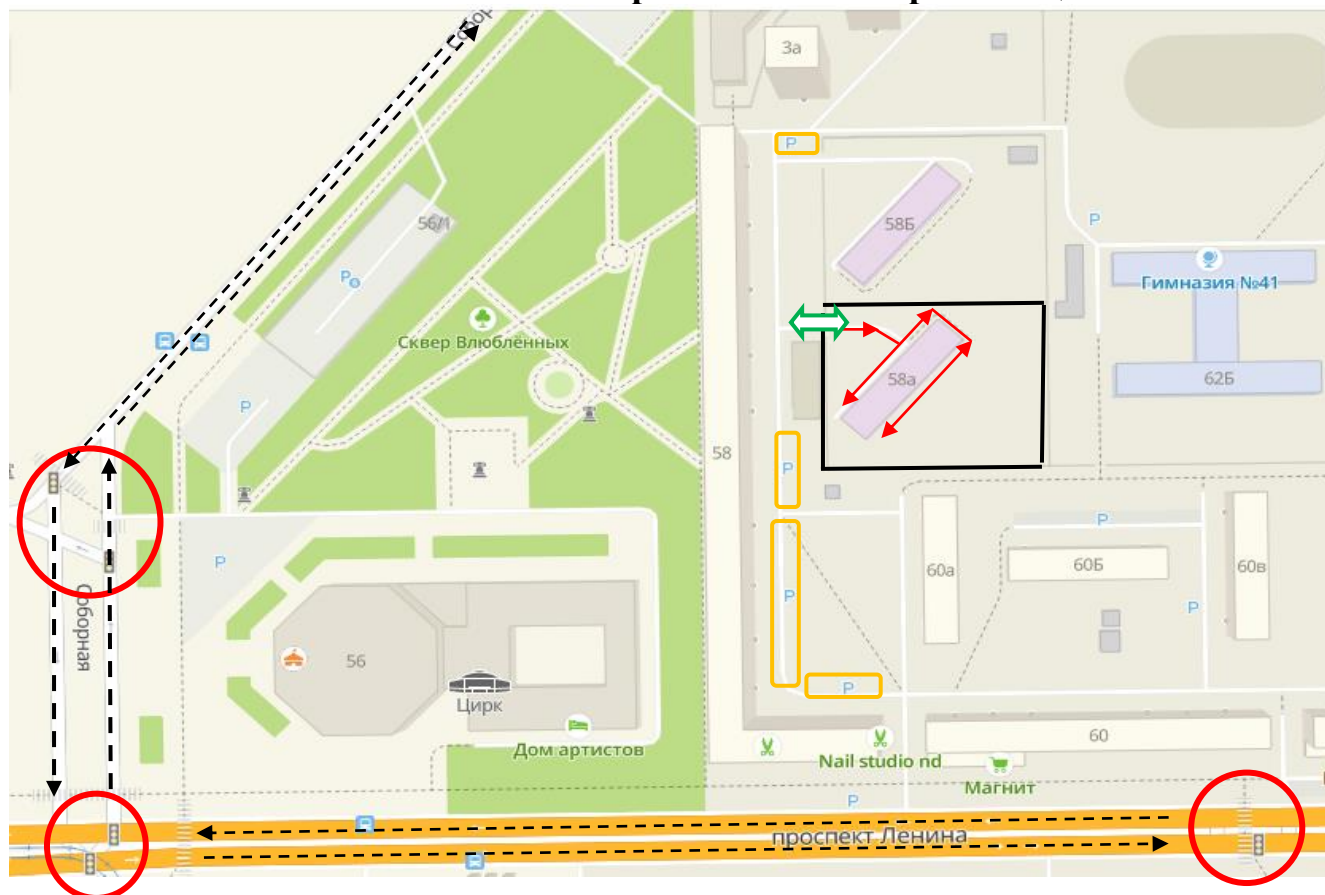 3а
P
58Б
56/1
P
P
Гимназия №41
Сквер Влюблённых
58а
62Б
P
58
P
P
60а
60Б
60в
P
Соборная
P
P
56
P
Цирк
60
Дом артистов
Nail studio nd
Магнит
P
проспект Ленина